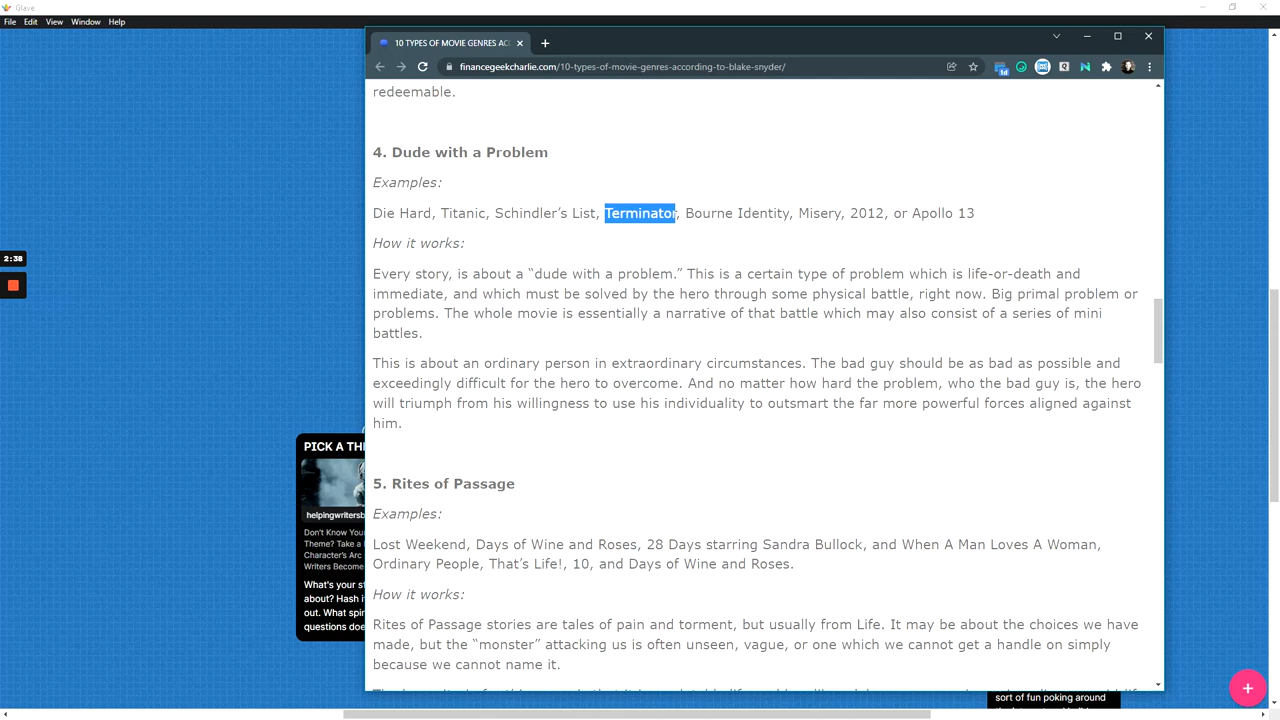 Glave
File Edit View Window Help
10 TYPES OF MOVIE GENRES AC
financegeekcharlie.com/10-types-of-movie-genres-according-to-blake-snyder/
1d
redeemable.
4. Dude with a Problem
Examples:
Die Hard, Titanic, Schindler’s List, Terminator, Bourne Identity, Misery, 2012, or Apollo 13
How it works:
2:38
Every story, is about a “dude with a problem.” This is a certain type of problem which is life-or-death and
immediate, and which must be solved by the hero through some physical battle, right now. Big primal problem or
problems. The whole movie is essentially a narrative of that battle which may also consist of a series of mini
battles.
This is about an ordinary person in extraordinary circumstances. The bad guy should be as bad as possible and
exceedingly difficult for the hero to overcome. And no matter how hard the problem, who the bad guy is, the hero
will triumph from his willingness to use his individuality to outsmart the far more powerful forces aligned against
him.
PICK A TH
helpingwritersb
Don't Know You
Theme? Take a
Character's Arc
Writers Become
What's your s
about? Hash i
out. What spi
questions doe
5. Rites of Passage
Examples:
Lost Weekend, Days of Wine and Roses, 28 Days starring Sandra Bullock, and When A Man Loves A Woman,
Ordinary People, That’s Life!, 10, and Days of Wine and Roses.
How it works:
Rites of Passage stories are tales of pain and torment, but usually from Life. It may be about the choices we have
made, but the “monster” attacking us is often unseen, vague, or one which we cannot get a handle on simply
because we cannot name it.
sort of fun poking around